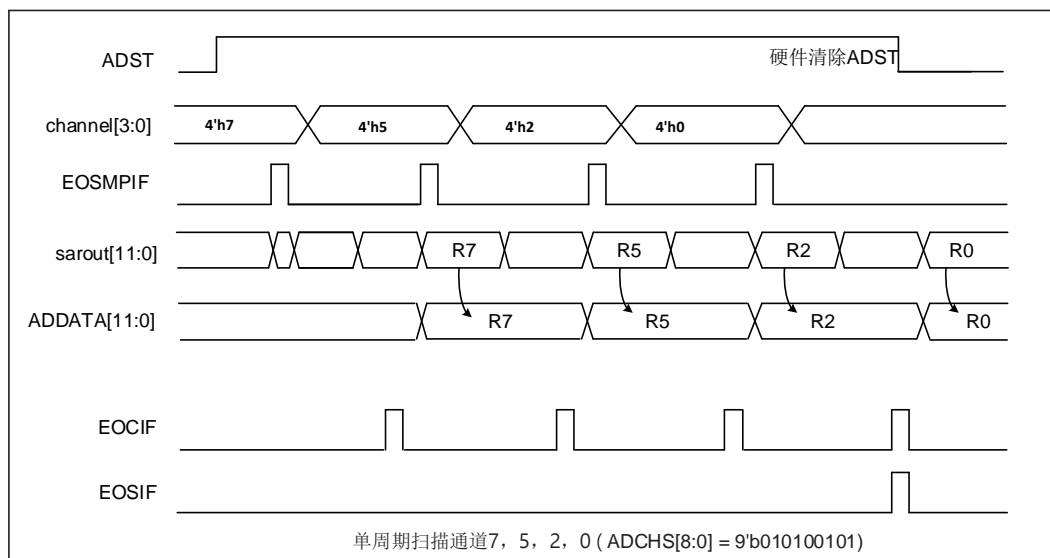 ADST
硬件清除ADST
channel[3:0]
4'h7 4'h5 4'h2 4'h0
EOSMPIF
sarout[11:0]
R7 R5 R2 R0
ADDATA[11:0]
R7 R5 R2 R0
EOCIF
EOSIF
单周期扫描通道7，5，2，0 ( ADCHS[8:0] = 9'b010100101)